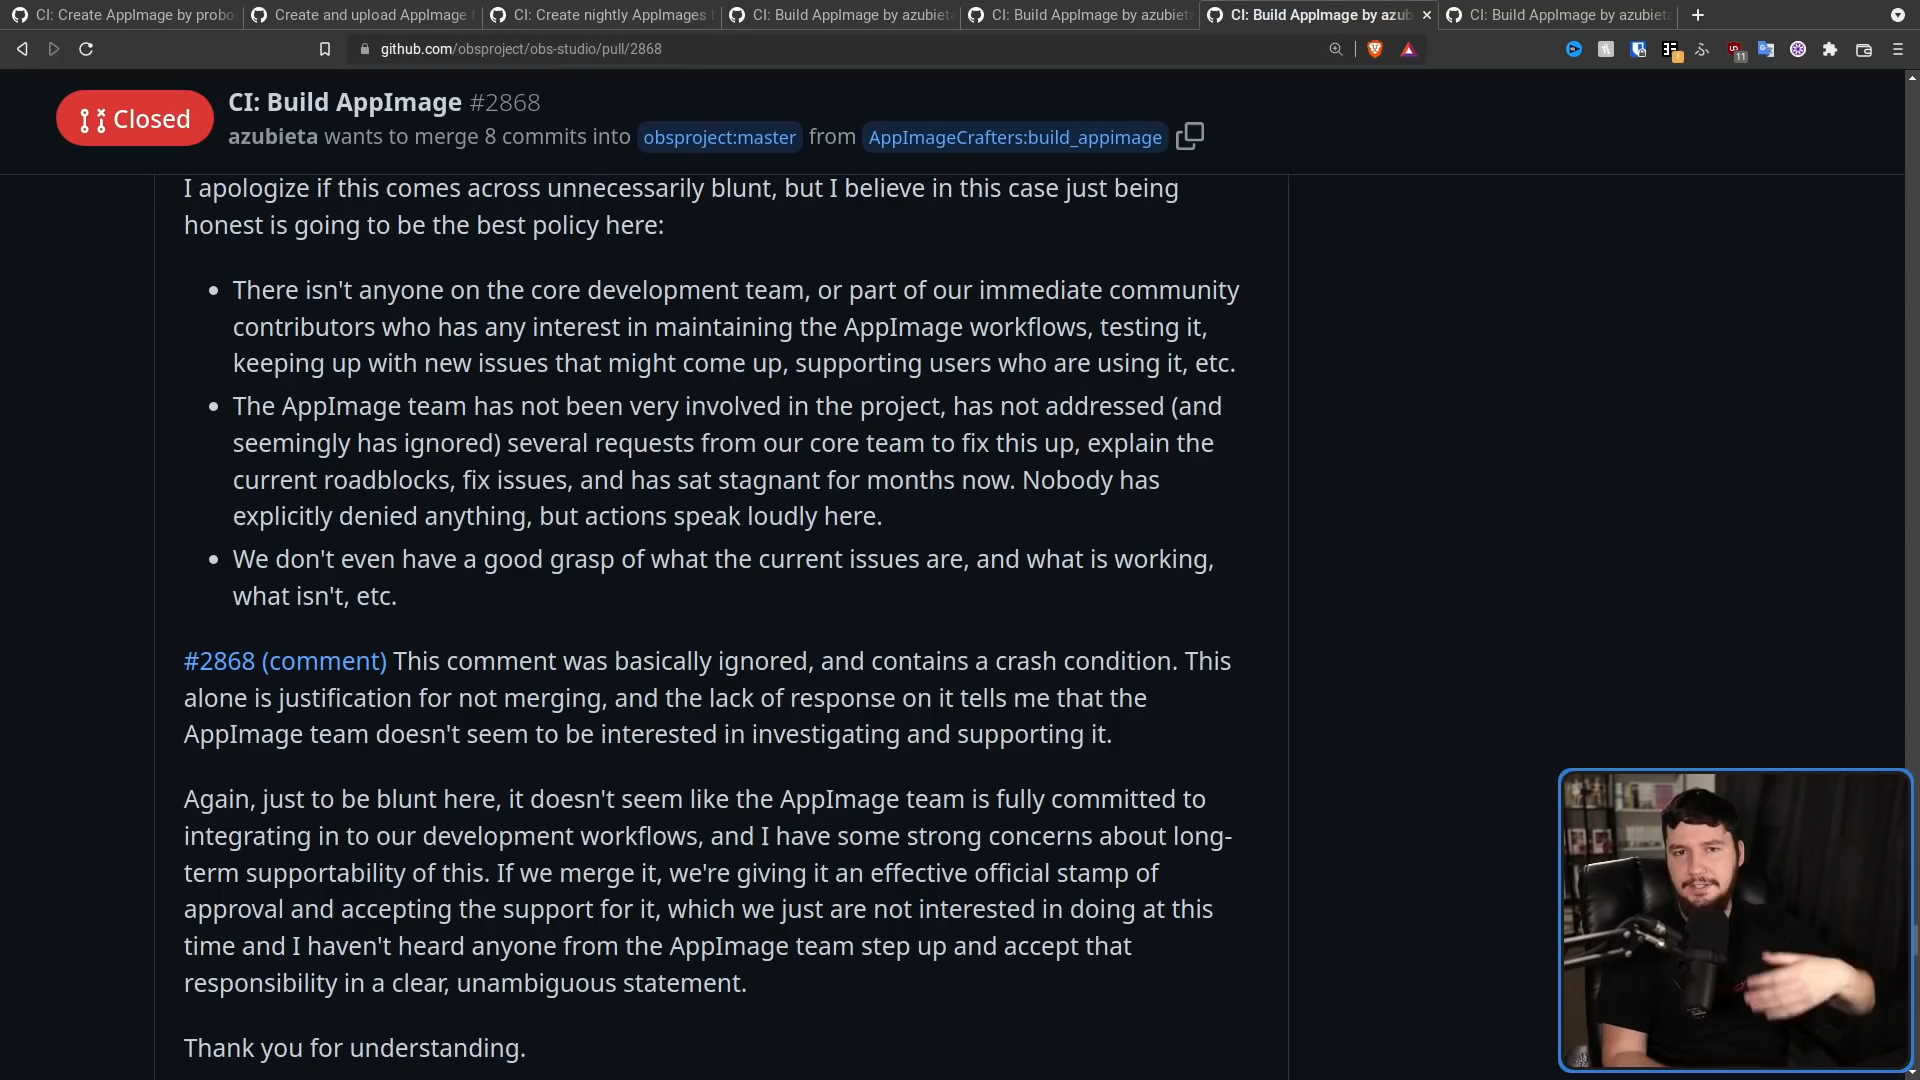 CI: Create AppImage by probo
Create and upload AppImage f
CI: Create nightly AppImages
CI: Build AppImage by azubieta
CI: Build AppImage by azubieta
CI: Build AppImage by azub
CI: Build AppImage by azubieta
github.com/obsproject/obs-studio/pull/2868
11
Closed
CI: Build AppImage #2868
azubieta wants to merge 8 commits into obsproject:master from AppImageCrafters:build_appimage
I apologize if this comes across unnecessarily blunt, but I believe in this case just being
honest is going to be the best policy here:
• There isn't anyone on the core development team, or part of our immediate community
contributors who has any interest in maintaining the AppImage workflows, testing it,
keeping up with new issues that might come up, supporting users who are using it, etc.
• The AppImage team has not been very involved in the project, has not addressed (and
seemingly has ignored) several requests from our core team to fix this up, explain the
current roadblocks, fix issues, and has sat stagnant for months now. Nobody has
explicitly denied anything, but actions speak loudly here.
• We don't even have a good grasp of what the current issues are, and what is working,
what isn't, etc.
#2868 (comment) This comment was basically ignored, and contains a crash condition. This
alone is justification for not merging, and the lack of response on it tells me that the
AppImage team doesn't seem to be interested in investigating and supporting it.
Again, just to be blunt here, it doesn't seem like the AppImage team is fully committed to
integrating in to our development workflows, and I have some strong concerns about long-
term supportability of this. If we merge it, we're giving it an effective official stamp of
approval and accepting the support for it, which we just are not interested in doing at this
time and I haven't heard anyone from the AppImage team step up and accept that
responsibility in a clear, unambiguous statement.
Thank you for understanding.